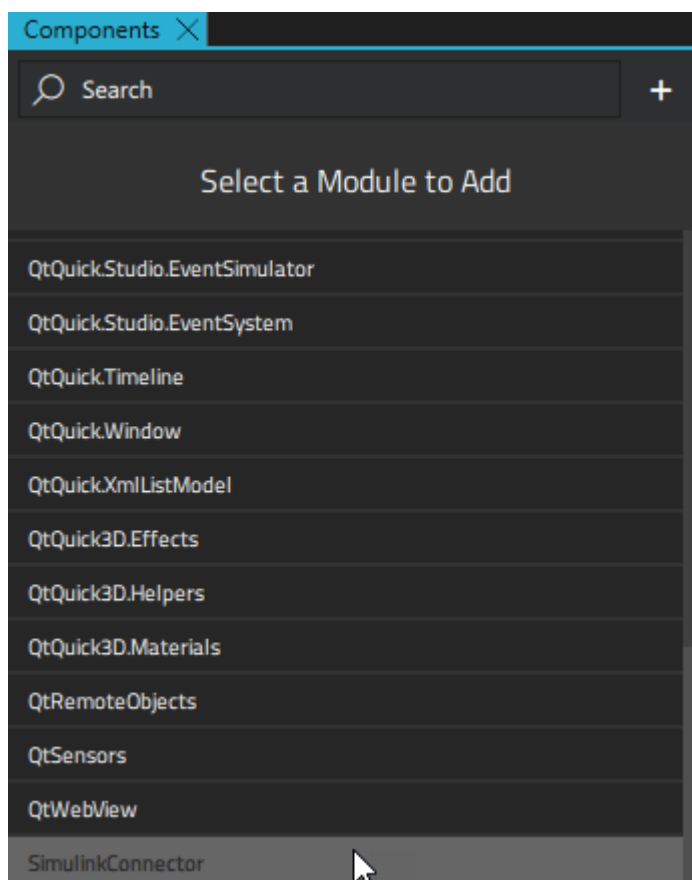 Components
Search
Select a Module to Add
QtQuick.Studio.EventSimulator
QtQuick.Studio.EventSystem
QtQuick.Timeline
QtQuick.Window
QtQuick.XmlListModel
QtQuick3D.Effects
QtQuick3D.Helpers
QtQuick3D.Materials
QtRemoteObjects
QtSensors
QtWebView
SimulinkConnector